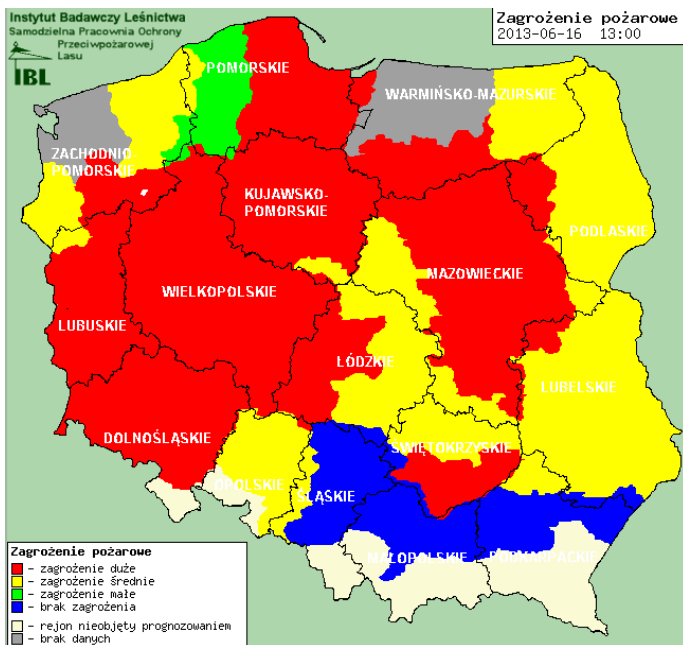 Instytut Badawczy Leśnictwa
Samodzielna Pracownia Ochrony
Przeciwpożarowej
Lasu
IBL
Zagrożenie pożarowe
2013-06-16 13:00
POMORSKIE
WARMIŃSKO-MAZURSKIE
ZACHODNIO-
POMORSKIE
KUJAWSKO-
POMORSKIE
PODLASKIE
MAZOWIECKIE
WIELKOPOLSKIE
LUBUSKIE
ŁÓDZKIE
LUBELSKIE
DOLNOŚLĄSKIE
ŚWIĘTOKRZYSKIE
OPOLSKIE
ŚLĄSKIE
MAŁOPOLSKIE
PODKARPACKIE
Zagrożenie pożarowe
- zagrożenie duże
- zagrożenie średnie
- zagrożenie małe
- brak zagrożenia
- rejon nieobjęty prognozowaniem
- brak danych